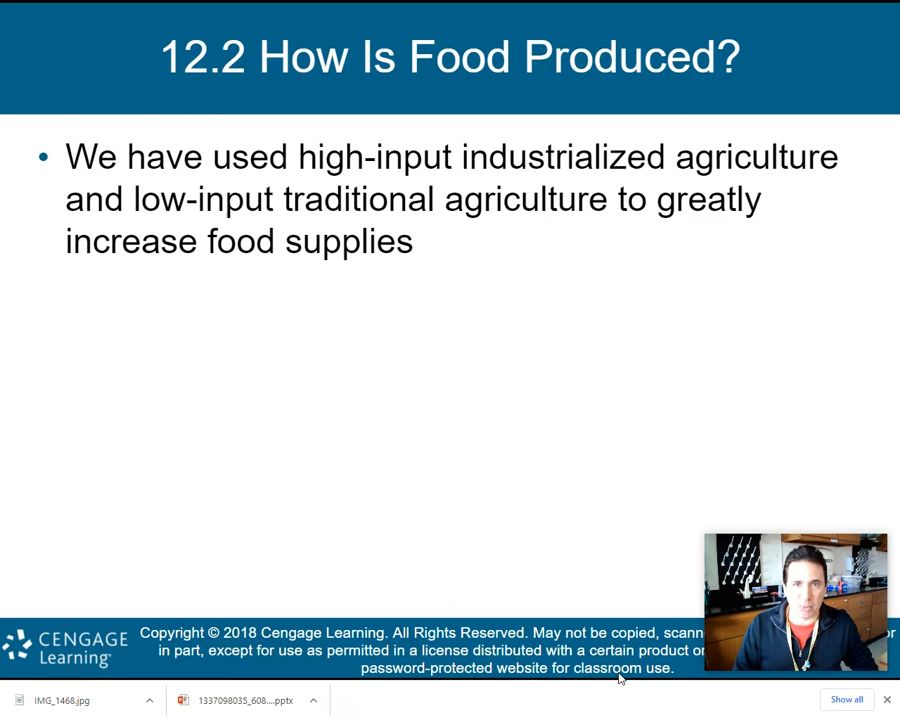 12.2 How Is Food Produced?
• We have used high-input industrialized agriculture
and low-input traditional agriculture to greatly
increase food supplies
CENGAGE
Learning
Copyright © 2018 Cengage Learning. All Rights Reserved. May not be copied,
in part, except for use as permitted in a license distributed with a certain product
password-protected website for classroom use.
IMG_1468.jpg
1337098035_608....pptx
Show all